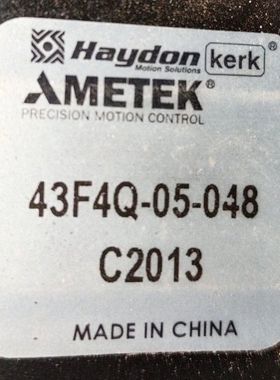 Haydon® kerk®
Motion Solutions
AMETEK®
PRECISION MOTION CONTROL
43F4Q-05-048
C2013
MADE IN CHINA